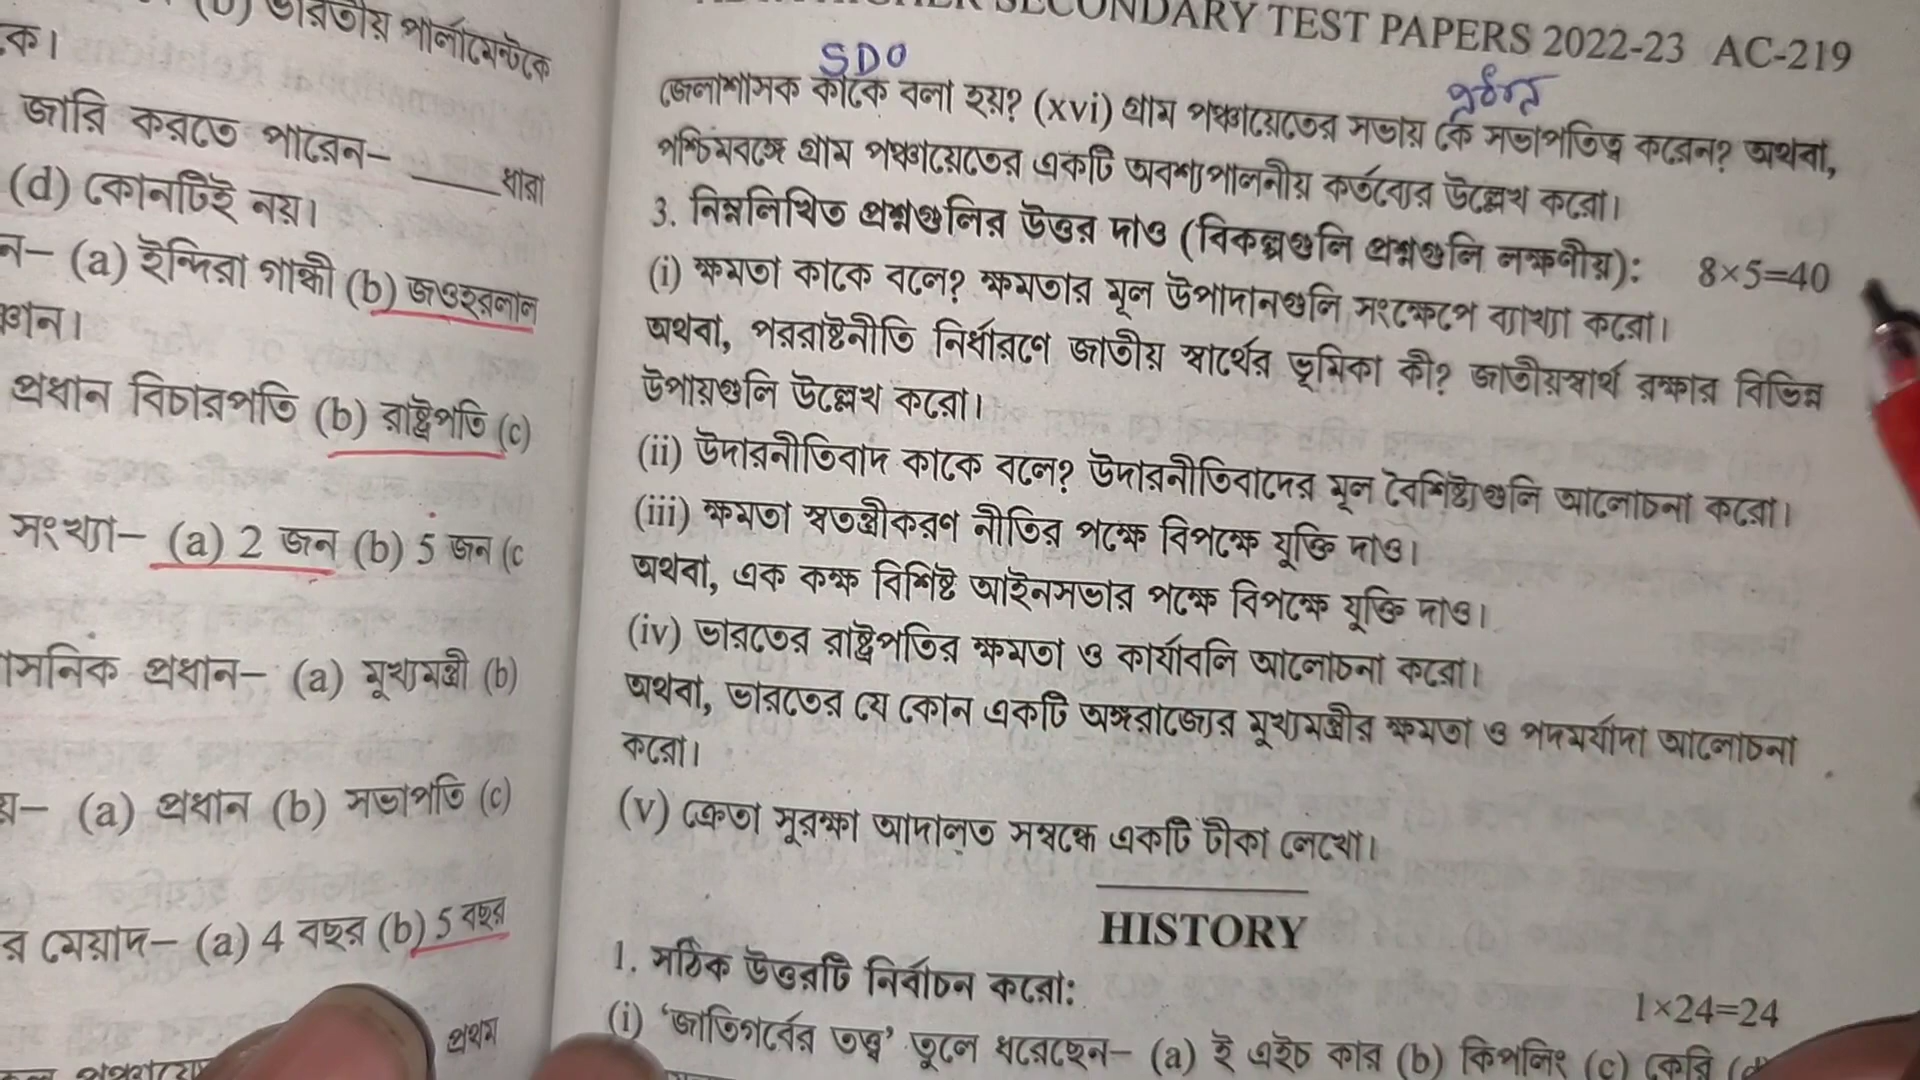 ভারতীয় পার্লামেন্টকে
কে।
জারি করতে পারেন– ____ ধারা
(d) কোনটিই নয়।
ন– (a) ইন্দিরা গান্ধী (b) জওহরলাল
প্রধান বিচারপতি (b) রাষ্ট্রপতি (c)
সংখ্যা– (a) 2 জন (b) 5 জন (c
প্রধান– (a) মুখ্যমন্ত্রী (b)
য়– (a) প্রধান (b) সভাপতি (c)
র মেয়াদ– (a) 4 বছর (b) 5 বছর
প্রথম
SECONDARY TEST PAPERS 2022-23 AC-219
SDO
প্রধান
জেলাশাসক কাকে বলা হয়? (xvi) গ্রাম পঞ্চায়েতের সভায় কে সভাপতিত্ব করেন? অথবা,
পশ্চিমবঙ্গে গ্রাম পঞ্চায়েতের একটি অবশ্যপালনীয় কর্তব্যের উল্লেখ করো।
3. নিম্নলিখিত প্রশ্নগুলির উত্তর দাও (বিকল্পগুলি প্রশ্নগুলি লক্ষণীয়): 8×5=40
(i) ক্ষমতা কাকে বলে? ক্ষমতার মূল উপাদানগুলি সংক্ষেপে ব্যাখ্যা করো।
অথবা, পররাষ্টনীতি নির্ধারণে জাতীয় স্বার্থের ভূমিকা কী? জাতীয়স্বার্থ রক্ষার বিভিন্ন
উপায়গুলি উল্লেখ করো।
(ii) উদারনীতিবাদ কাকে বলে? উদারনীতিবাদের মূল বৈশিষ্ট্যগুলি আলোচনা করো।
(iii) ক্ষমতা স্বতন্ত্রীকরণ নীতির পক্ষে বিপক্ষে যুক্তি দাও।
অথবা, এক কক্ষ বিশিষ্ট আইনসভার পক্ষে বিপক্ষে যুক্তি দাও।
(iv) ভারতের রাষ্ট্রপতির ক্ষমতা ও কার্যাবলি আলোচনা করো।
অথবা, ভারতের যে কোন একটি অঙ্গরাজ্যের মুখ্যমন্ত্রীর ক্ষমতা ও পদমর্যাদা আলোচনা
করো।
(v) ক্রেতা সুরক্ষা আদালত সম্বন্ধে একটি টীকা লেখো।
HISTORY
1. সঠিক উত্তরটি নির্বাচন করো: 1×24=24
(i) 'জাতিগর্বের তত্ত্ব' তুলে ধরেছেন– (a) ই এইচ কার (b) কিপলিং (c) কেরি (d